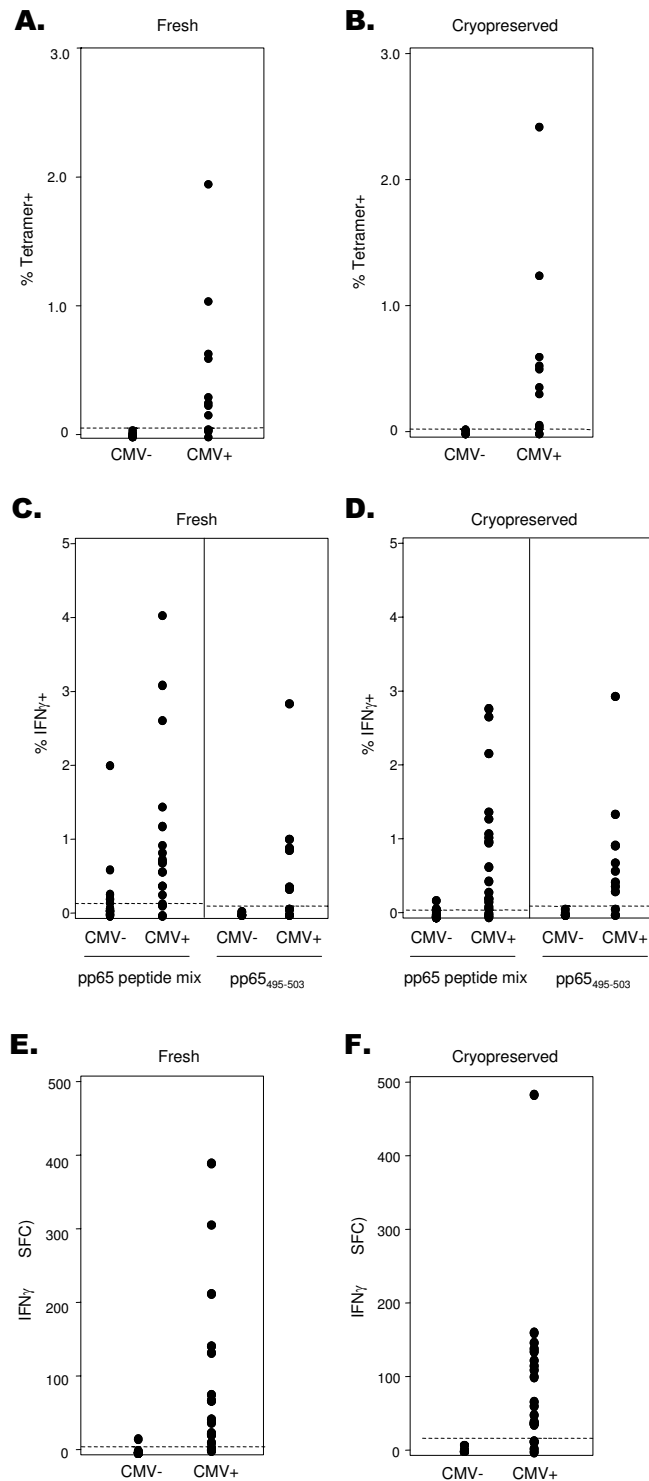 A.
Fresh
3.0
2.0
1.0
0
% Tetramer+
CMV- CMV+
B.
Cryopreserved
3.0
2.0
1.0
0
% Tetramer+
CMV- CMV+
C.
Fresh
5
4
3
2
1
0
% IFNγ+
CMV- CMV+ CMV- CMV+
pp65 peptide mix pp65495-503
D.
Cryopreserved
5
4
3
2
1
0
% IFNγ+
CMV- CMV+ CMV- CMV+
pp65 peptide mix pp65495-503
E.
Fresh
500
400
300
200
100
0
IFNγ SFC)
CMV- CMV+
F.
Cryopreserved
500
400
300
200
100
0
IFNγ SFC)
CMV- CMV+